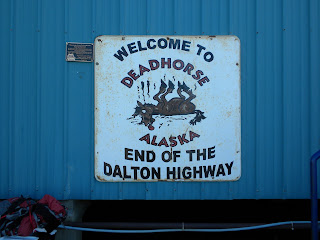 WELCOME TO
DEADHORSE
ALASKA
END OF THE
DALTON HIGHWAY